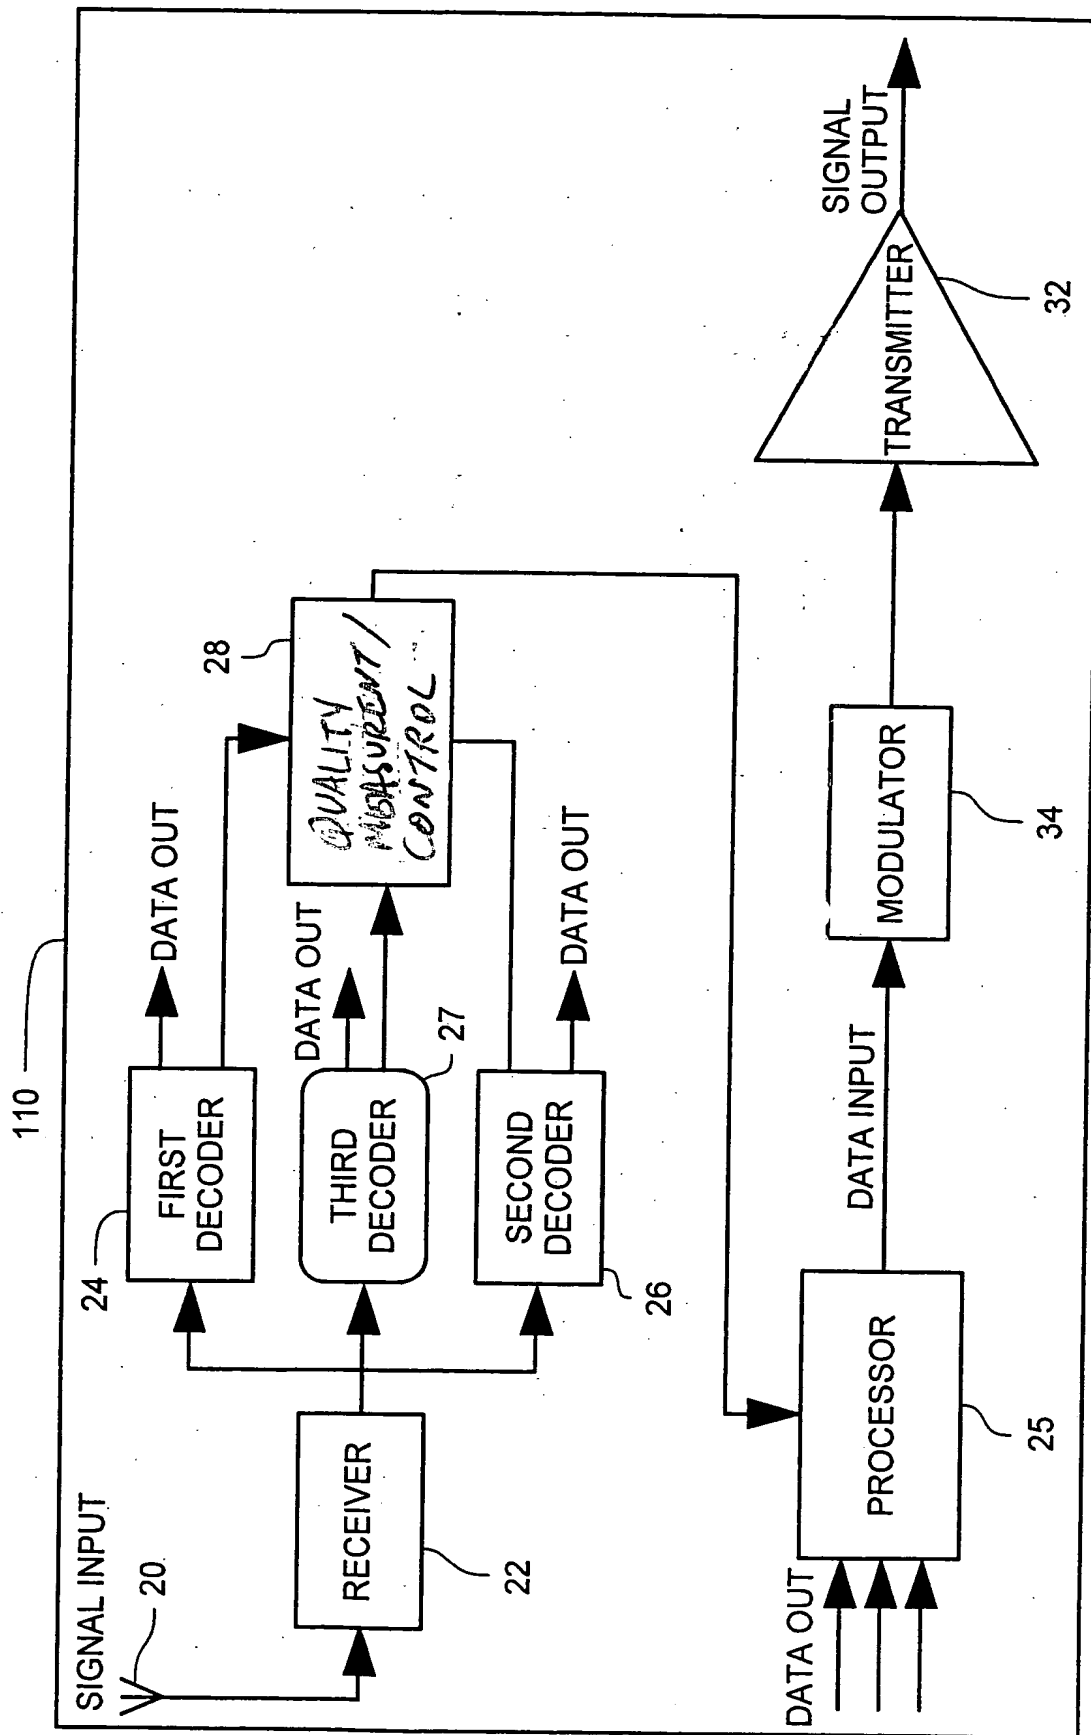 110
SIGNAL INPUT
20
RECEIVER
22
24
FIRST
DECODER
DATA OUT
THIRD
DECODER
27
DATA OUT
SECOND
DECODER
26
DATA OUT
28
QUALITY
MEASURENT/
CONTROL
DATA OUT
PROCESSOR
25
DATA INPUT
MODULATOR
34
TRANSMITTER
32
SIGNAL
OUTPUT